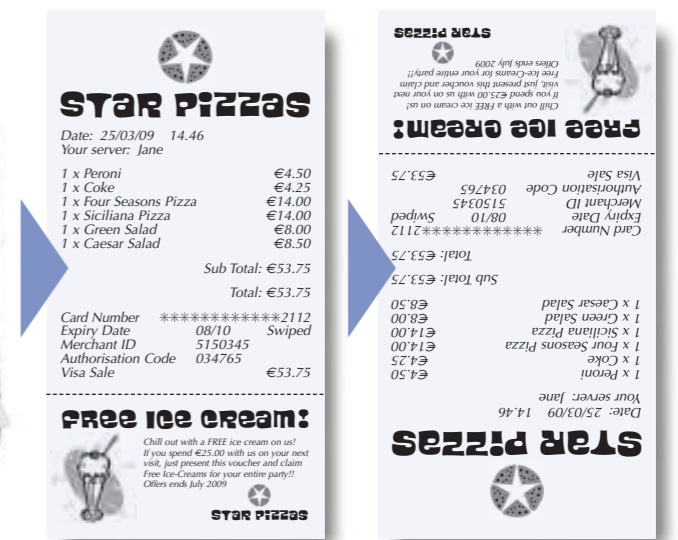 STAR PIZZAS
Date: 25/03/09 14.46
Your server: Jane
1 x Peroni €4.50
1 x Coke €4.25
1 x Four Seasons Pizza €14.00
1 x Siciliana Pizza €14.00
1 x Green Salad €8.00
1 x Caesar Salad €8.50
Sub Total: €53.75
Total: €53.75
Card Number ************2112
Expiry Date 08/10 Swiped
Merchant ID 5150345
Authorisation Code 034765
Visa Sale €53.75
FREE ICE CREAM!
Chill out with a FREE ice cream on us!
If you spend €25.00 with us on your next
visit, just present this voucher and claim
Free Ice-Creams for your entire party!!
Offers ends July 2009
STAR PIZZAS
STAR PIZZAS
Date: 25/03/09 14.46
Your server: Jane
1 x Peroni €4.50
1 x Coke €4.25
1 x Four Seasons Pizza €14.00
1 x Siciliana Pizza €14.00
1 x Green Salad €8.00
1 x Caesar Salad €8.50
Sub Total: €53.75
Total: €53.75
Card Number ************2112
Expiry Date 08/10 Swiped
Merchant ID 5150345
Authorisation Code 034765
Visa Sale €53.75
FREE ICE CREAM!
Chill out with a FREE ice cream on us!
If you spend €25.00 with us on your next
visit, just present this voucher and claim
Free Ice-Creams for your entire party!!
Offers ends July 2009
STAR PIZZAS